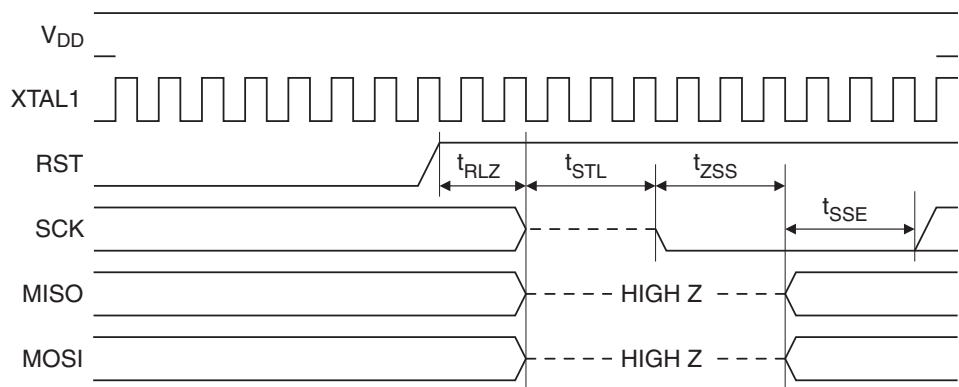 VDD
XTAL1
RST
tRLZ tSTL tZSS
SCK
tSSE
MISO
HIGH Z
MOSI
HIGH Z